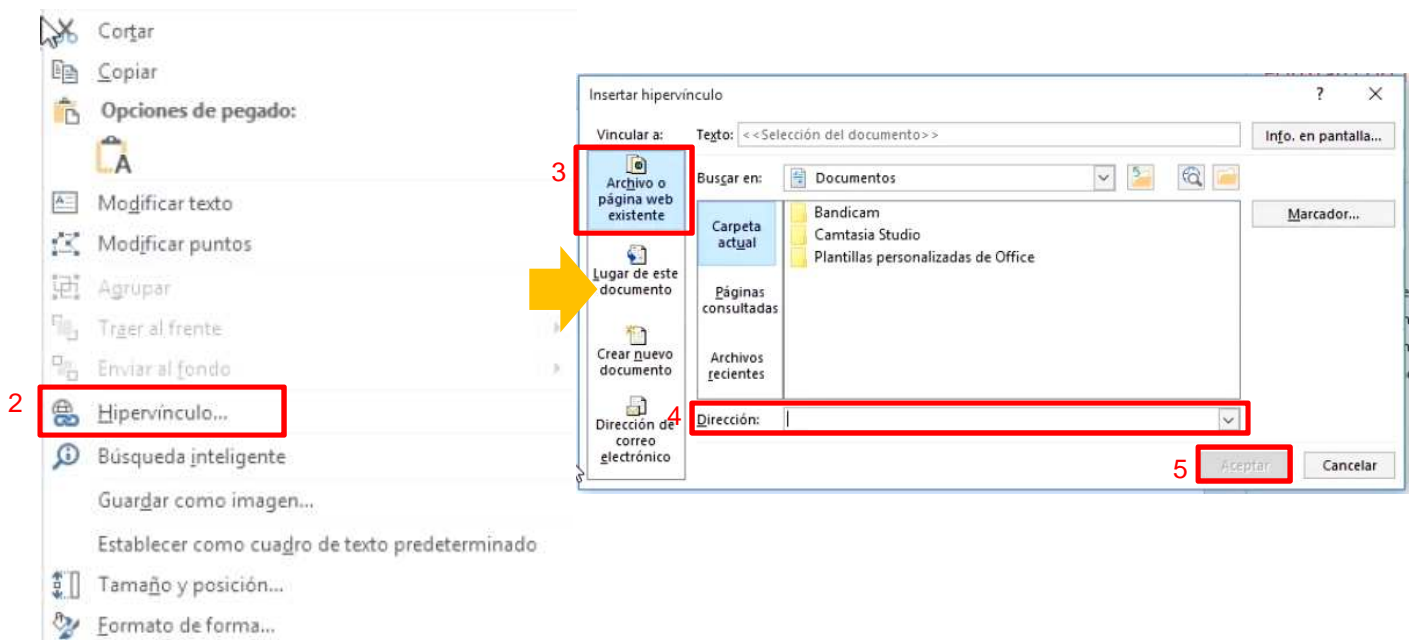 Cortar
Copiar
Opciones de pegado:
A
Modificar texto
Modificar puntos
Agrupar
Traer al frente
Enviar al fondo
2
Hipervínculo...
Búsqueda inteligente
Guardar como imagen...
Establecer como cuadro de texto predeterminado
Tamaño y posición...
Formato de forma...
Insertar hipervínculo
?
Vincular a:
Texto: <<Selección del documento>>
Info. en pantalla...
3
Archivo o
página web
existente
Lugar de este
documento
Crear nuevo
documento
Dirección de
correo
electrónico
Buscar en:
Documentos
Carpeta
actual
Páginas
consultadas
Archivos
recientes
Bandicam
Camtasia Studio
Plantillas personalizadas de Office
Marcador...
4
Dirección:
5
Aceptar
Cancelar